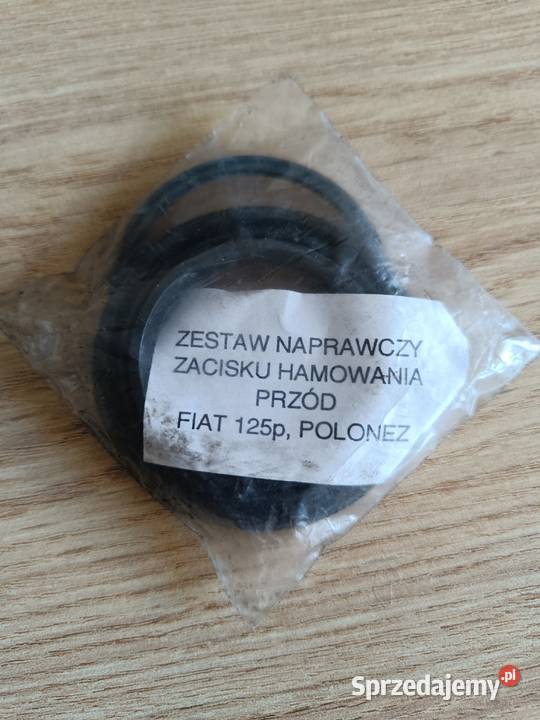 ZESTAW NAPRAWCZY
ZACISKU HAMOWANIA
PRZÓD
FIAT 125p, POLONEZ
Sprzedajemy.pl